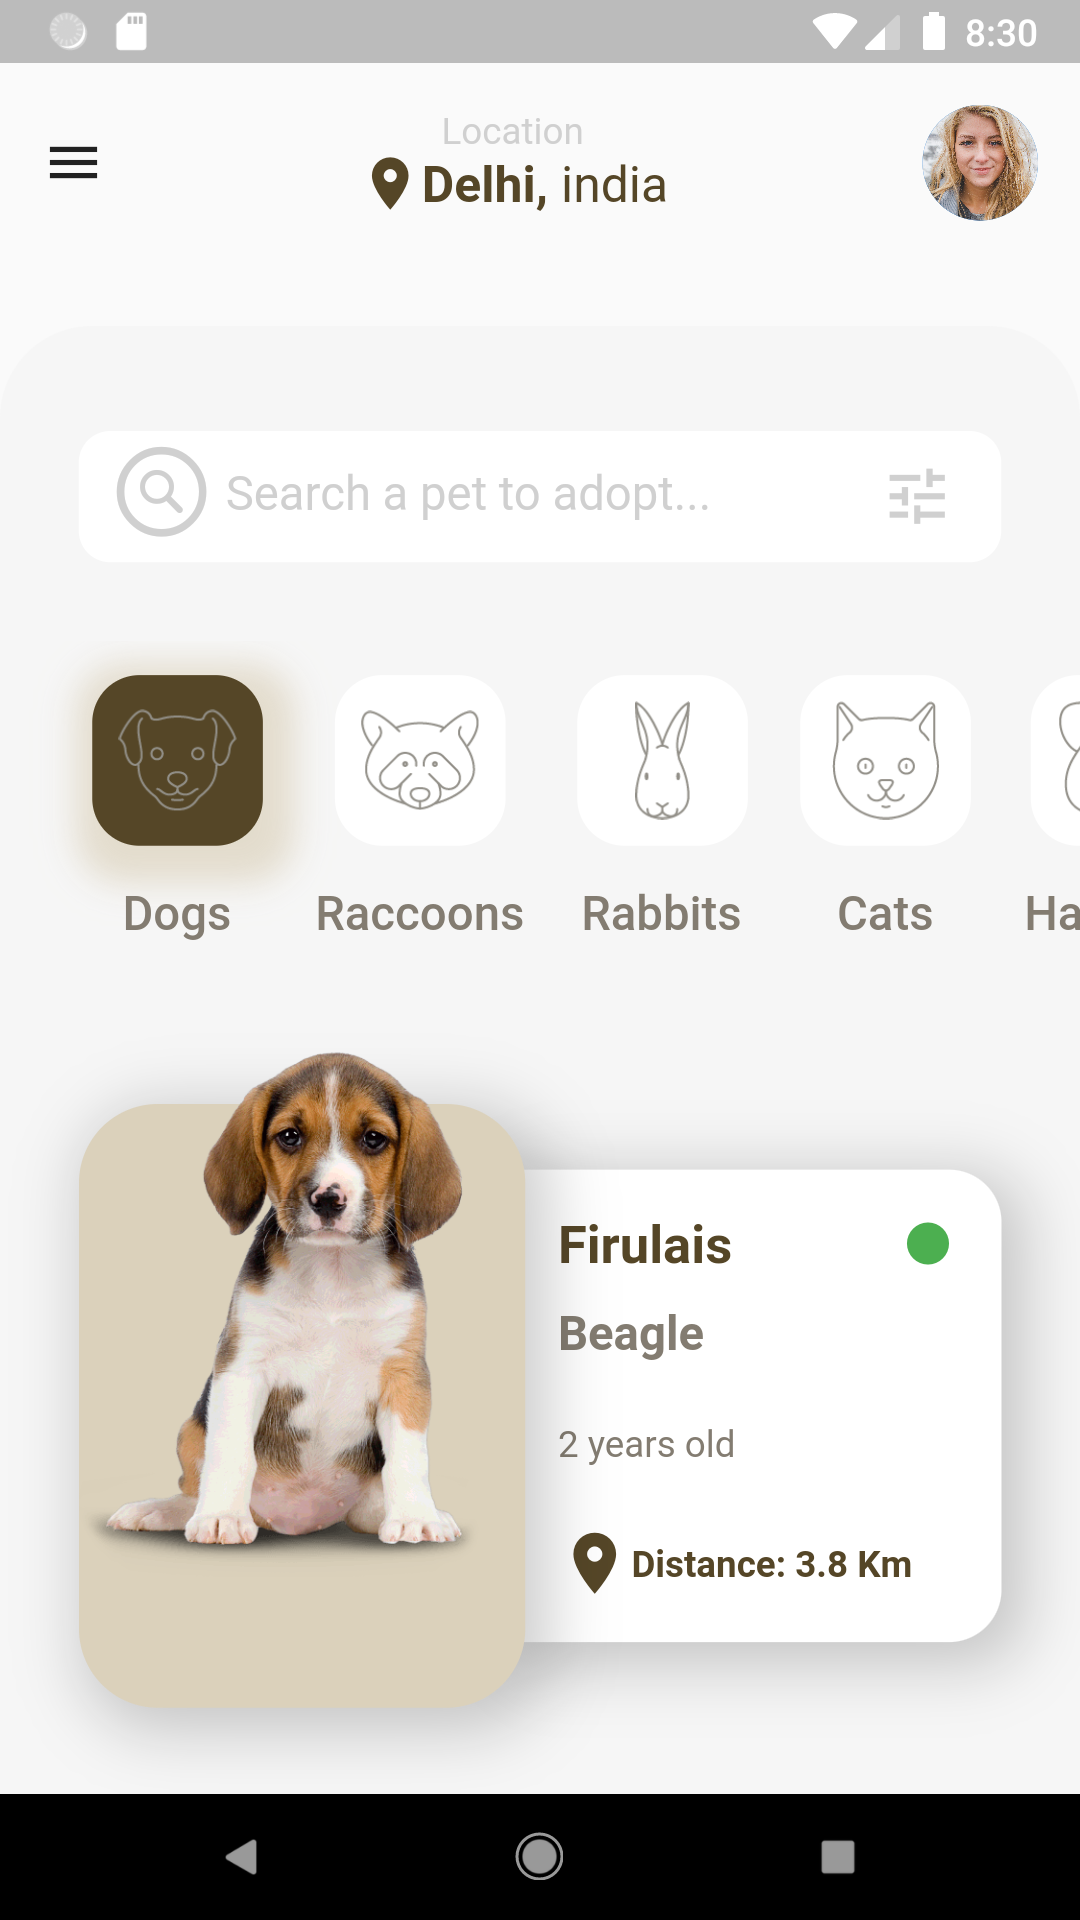 8:30
Location
Delhi, india
Search a pet to adopt...
Dogs Raccoons Rabbits Cats Ha
Firulais
Beagle
2 years old
Distance: 3.8 Km